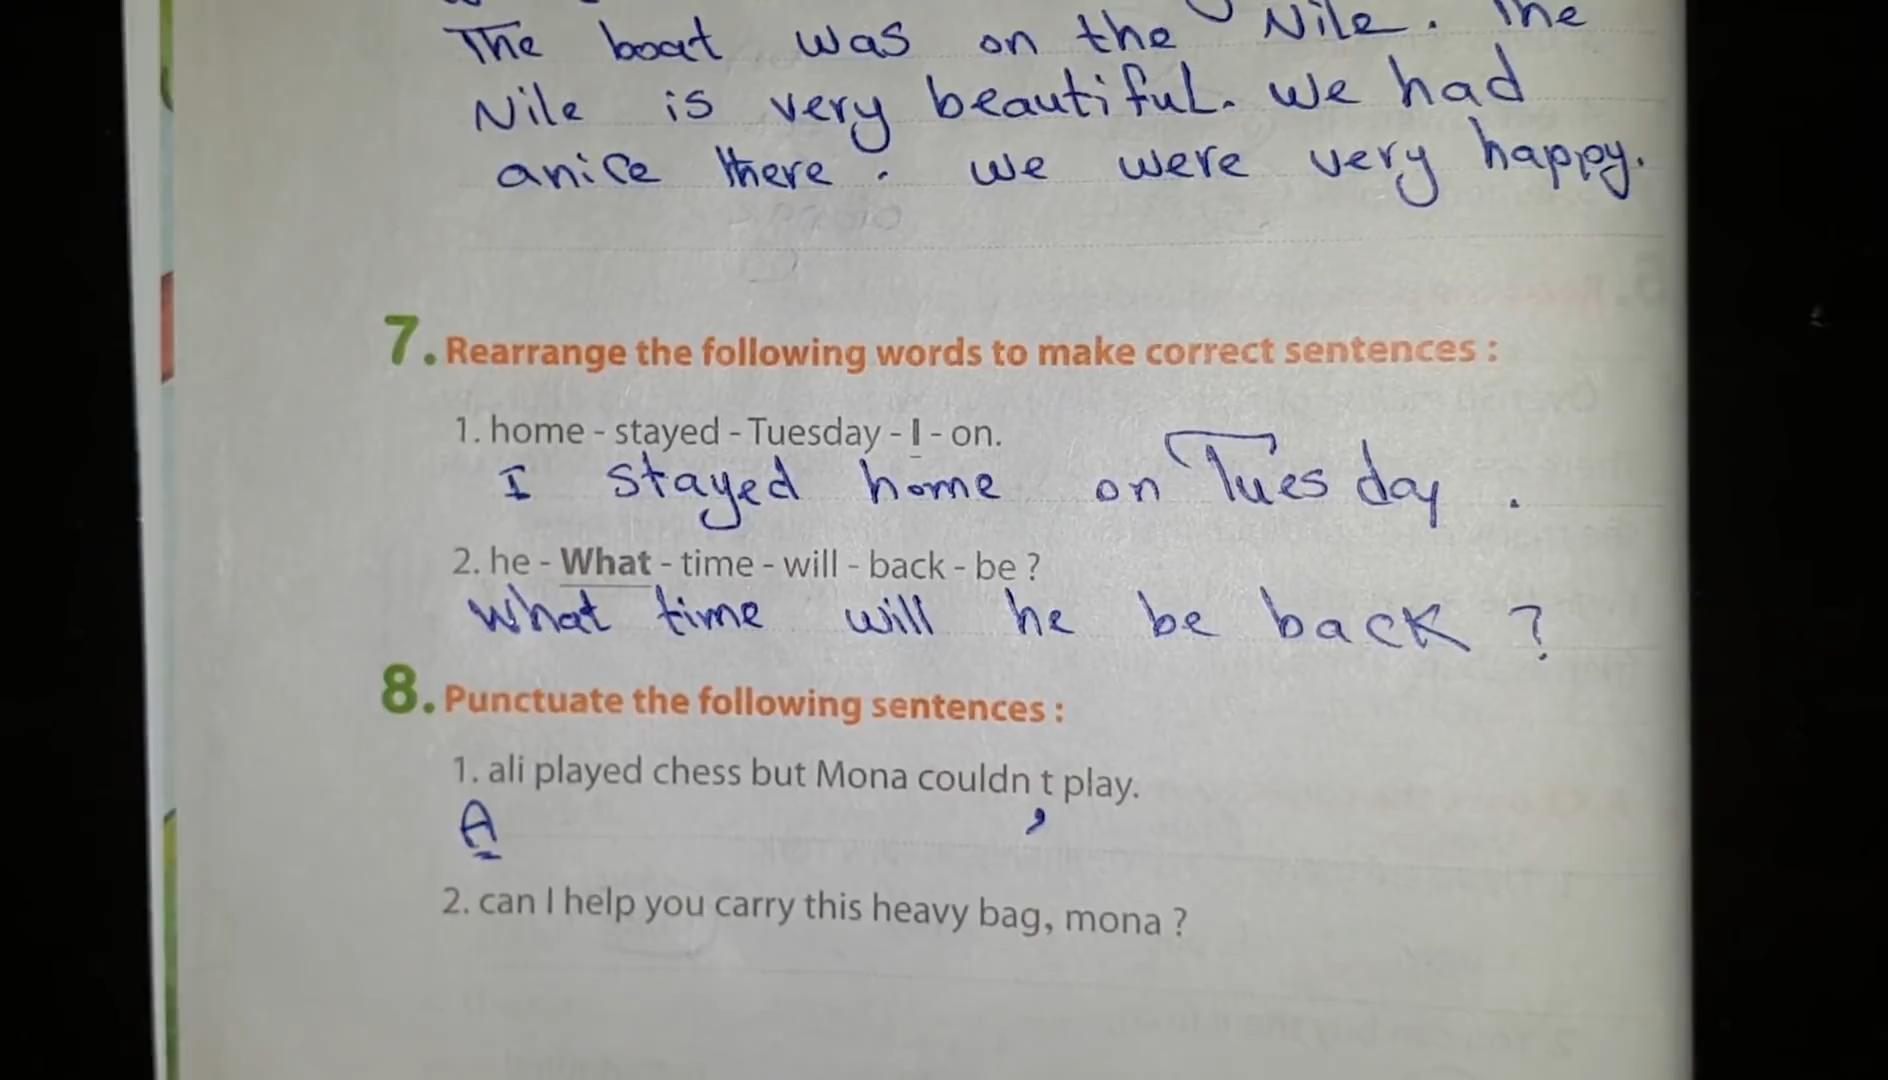 The boat was on the Nile. The
Nile is very beautiful. We had
anice there. We were very happy.
7. Rearrange the following words to make correct sentences :
1. home - stayed - Tuesday - I - on.
I stayed home on Tuesday.
2. he - What - time - will - back - be ?
What time will he be back ?
8. Punctuate the following sentences :
1. ali played chess but Mona couldn t play.
A ,
2. can I help you carry this heavy bag, mona ?